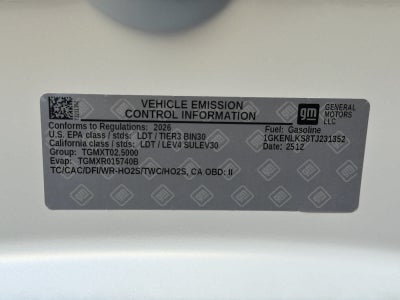 VEHICLE EMISSION
CONTROL INFORMATION
gm
GENERAL
MOTORS LLC
Conforms to Regulations: 2026
U.S. EPA class / stds: LDT / TIER3 BIN30
California class / stds: LDT / LEV4 SULEV30
Group: TGMXT02.5000
Evap: TGMXR015740B
TC/CAC/DFI/WR-HO2S/TWC/HO2S, CA OBD: II
Fuel: Gasoline
1GKENLKS8TJ231352
Date: 2512